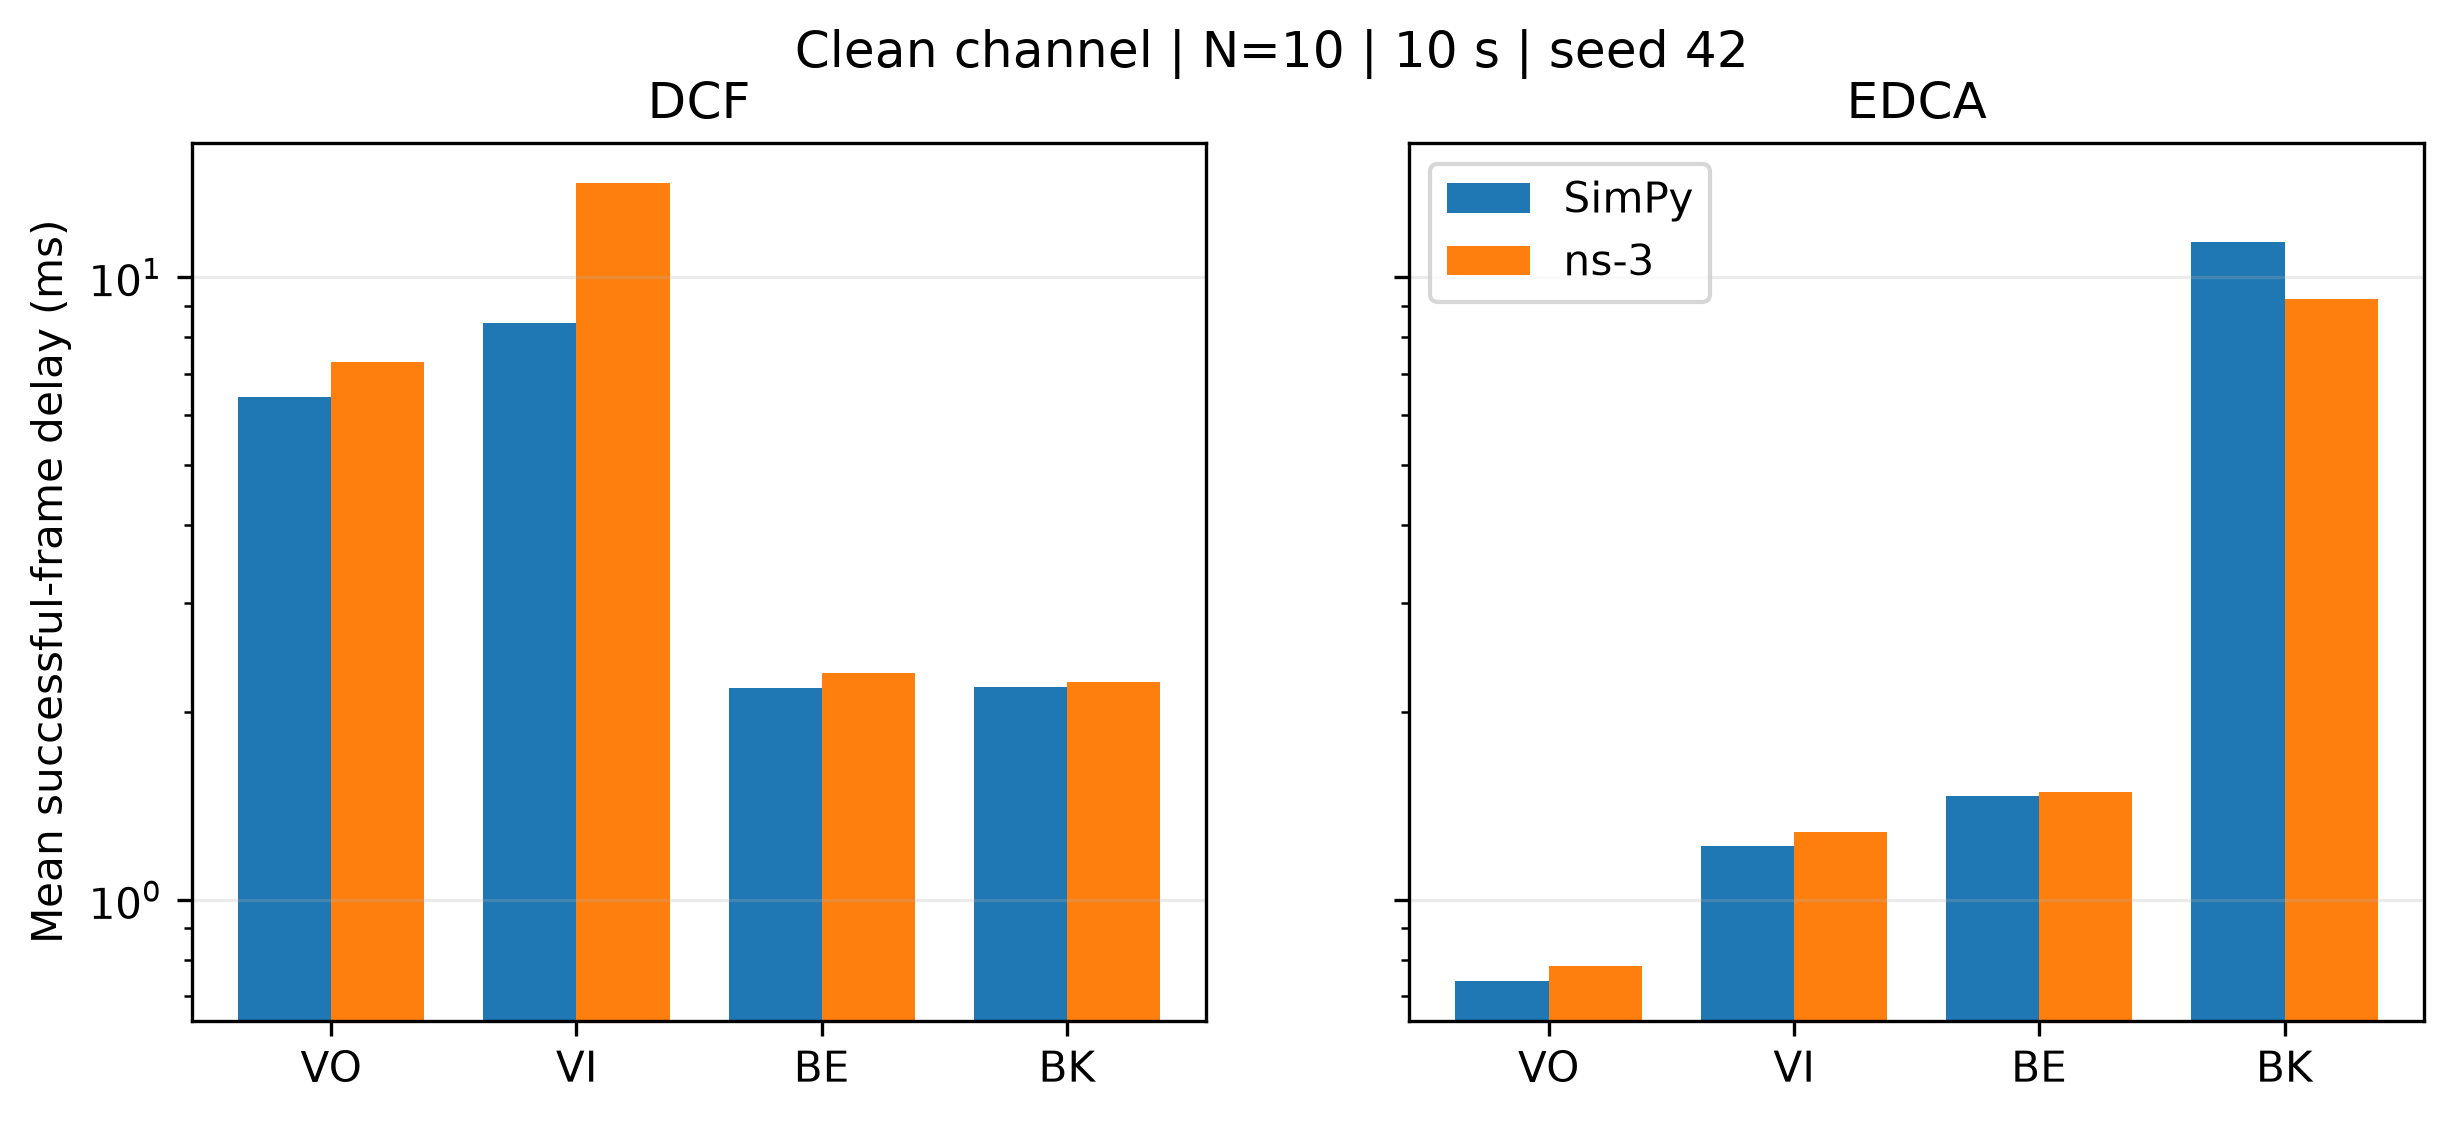 Clean channel | N=10 | 10 s | seed 42
DCF
Mean successful-frame delay (ms)
10¹
10⁰
VO VI BE BK
EDCA
SimPy
ns-3
VO VI BE BK